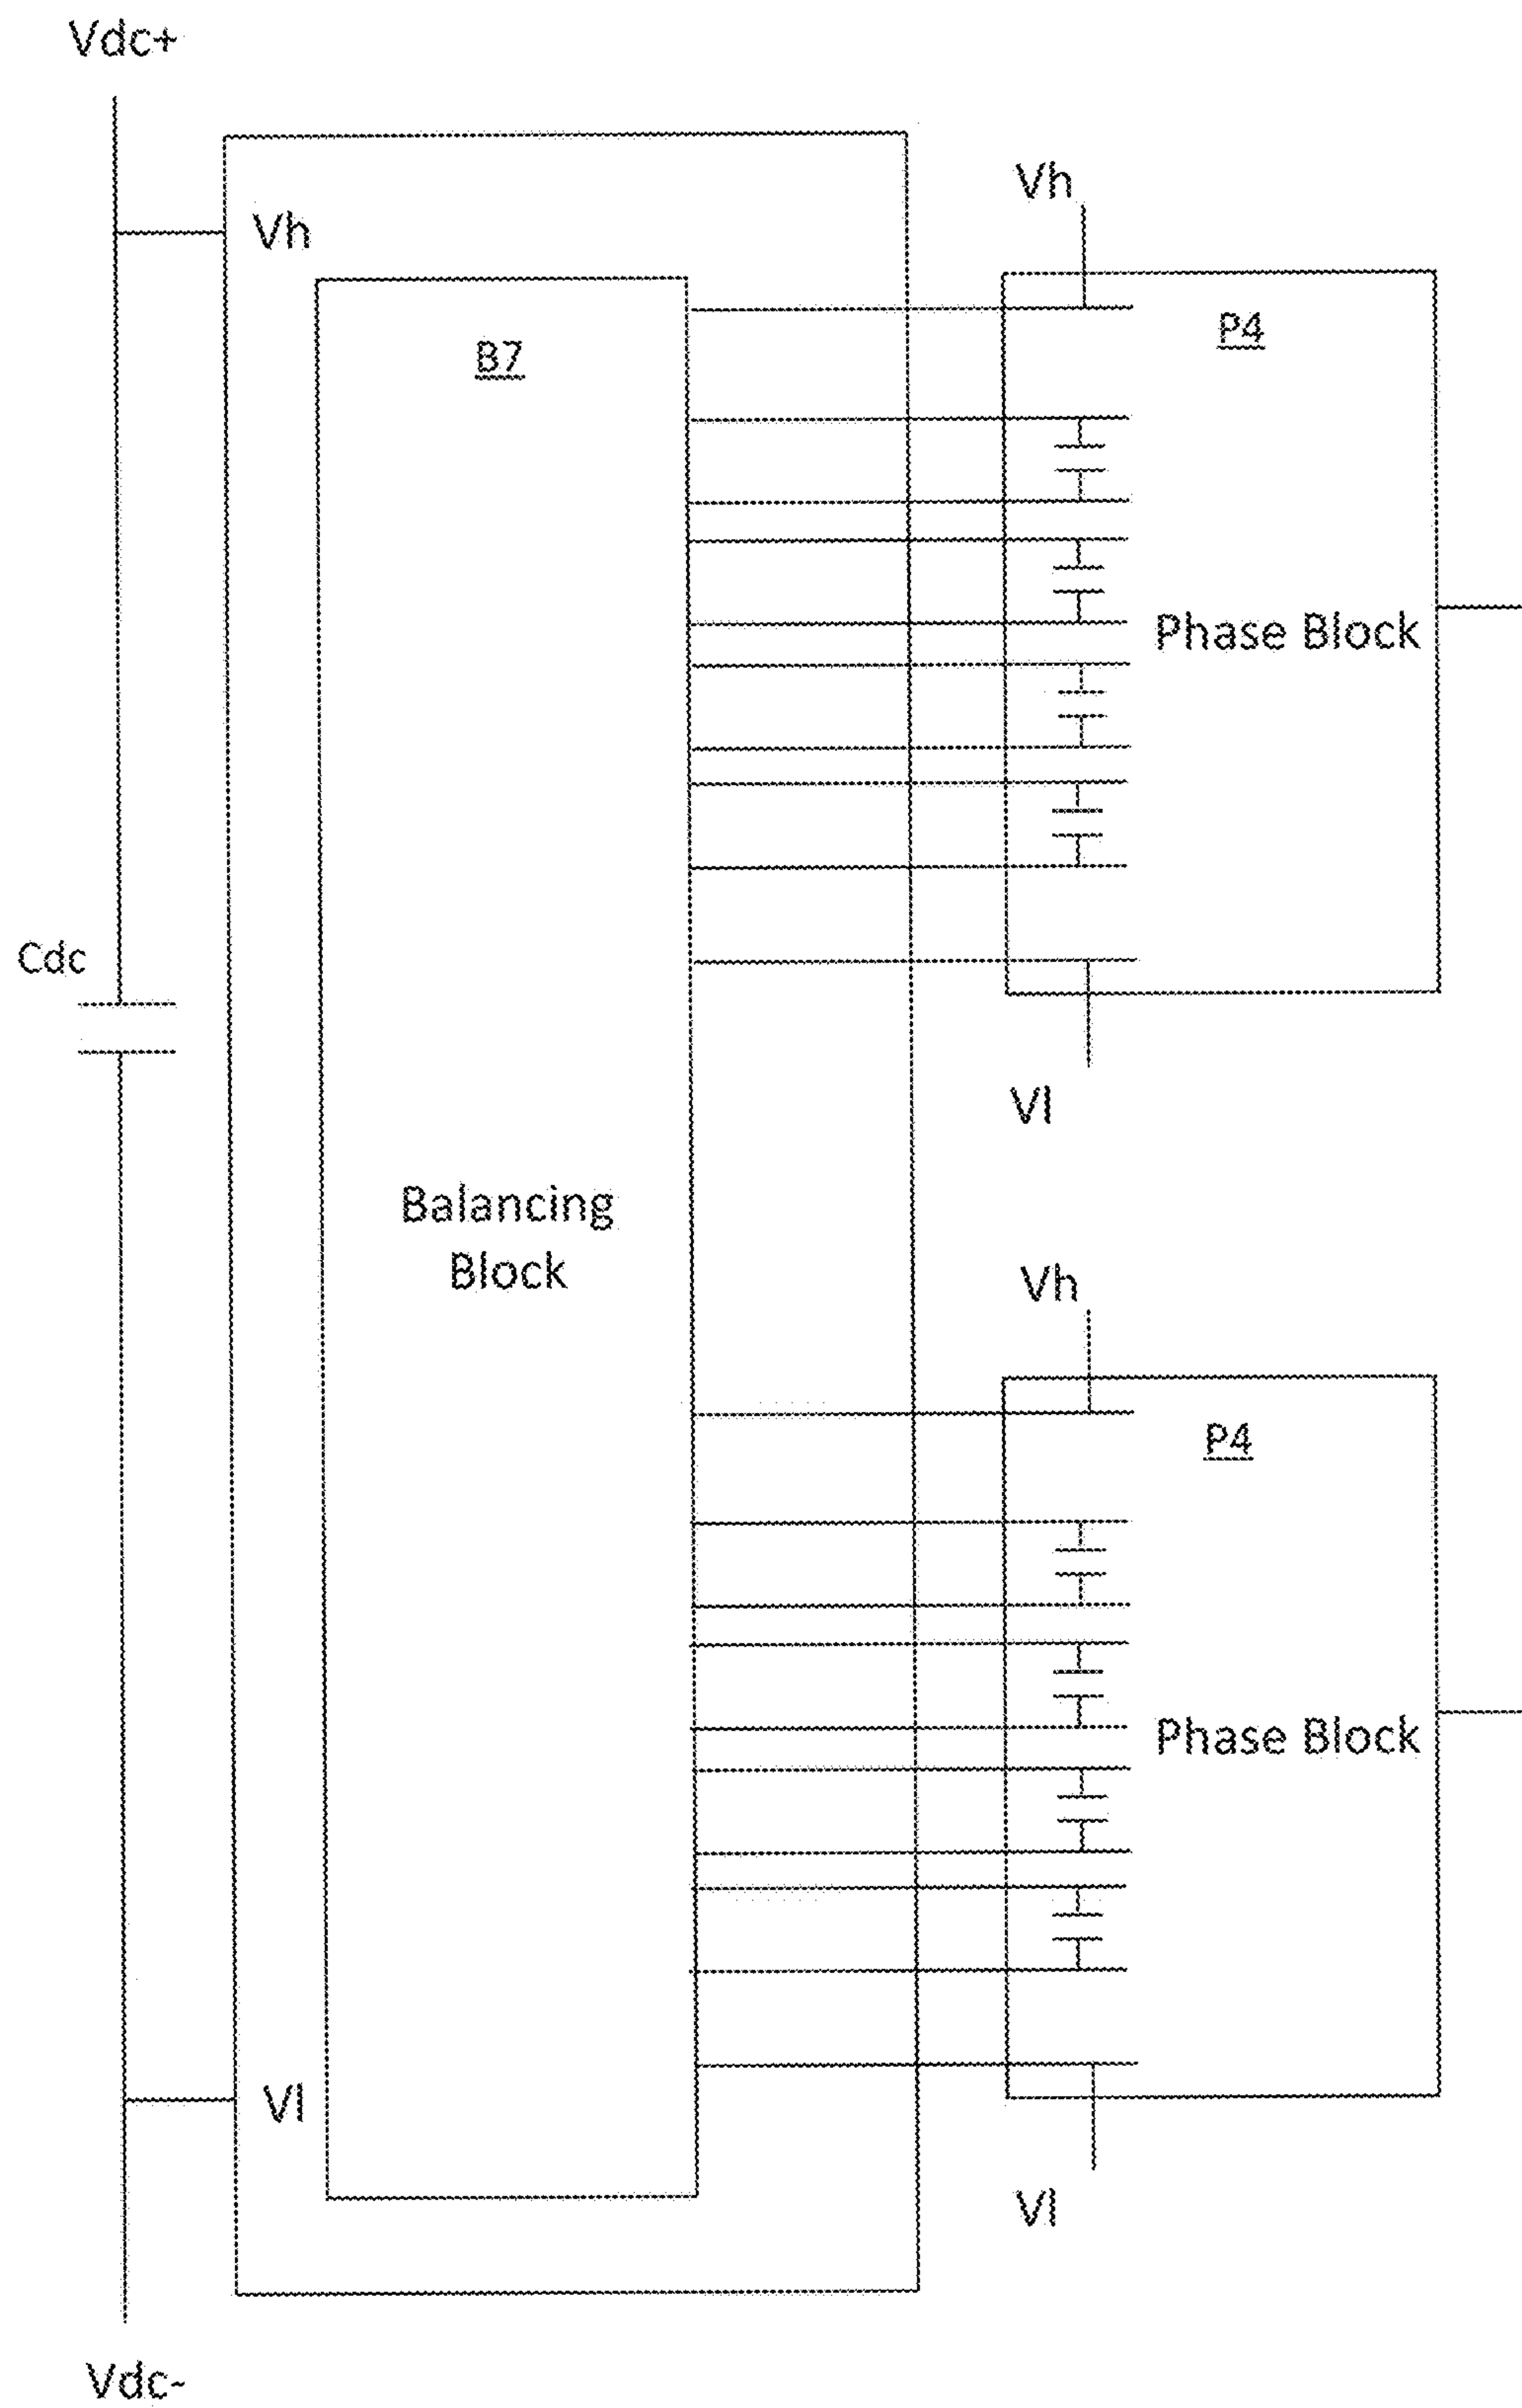 Vdc+
Vh
Vh
P4
B7
Phase Block
Cdc
Vl
Balancing
Block
Vh
P4
Phase Block
Vl
Vl
Vdc-